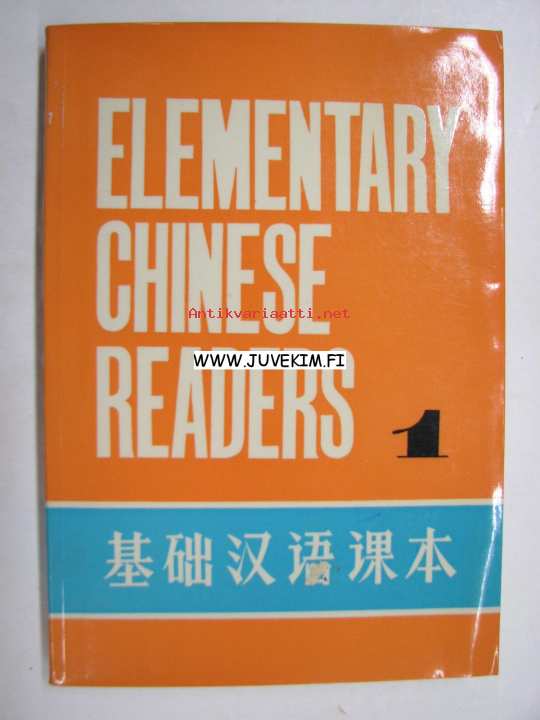 ELEMENTARY
CHINESE
Antikvariaatti.net
WWW.JUVEKIM.FI
READERS 1
基础汉语课本